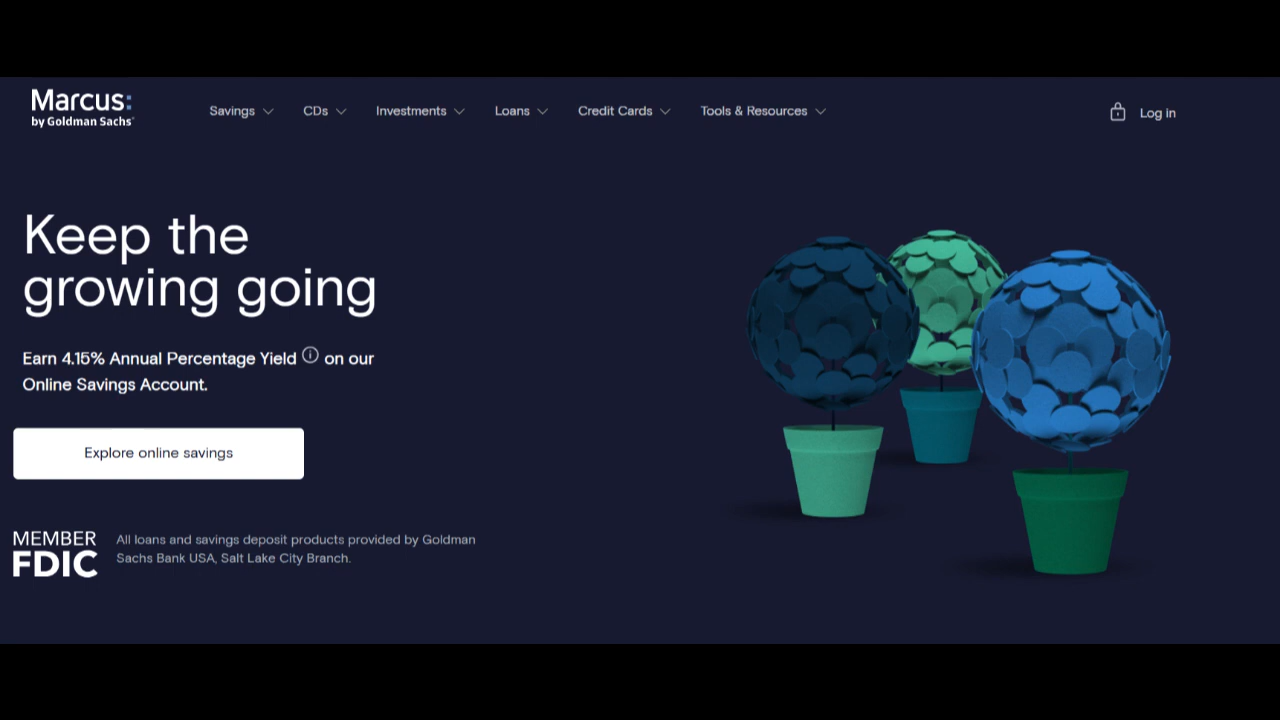 Marcus:
by Goldman Sachs
Savings
CDs
Investments
Loans
Credit Cards
Tools & Resources
Log in
Keep the
growing going
Earn 4.15% Annual Percentage Yield ⓘ on our
Online Savings Account.
Explore online savings
MEMBER
FDIC
All loans and savings deposit products provided by Goldman
Sachs Bank USA, Salt Lake City Branch.